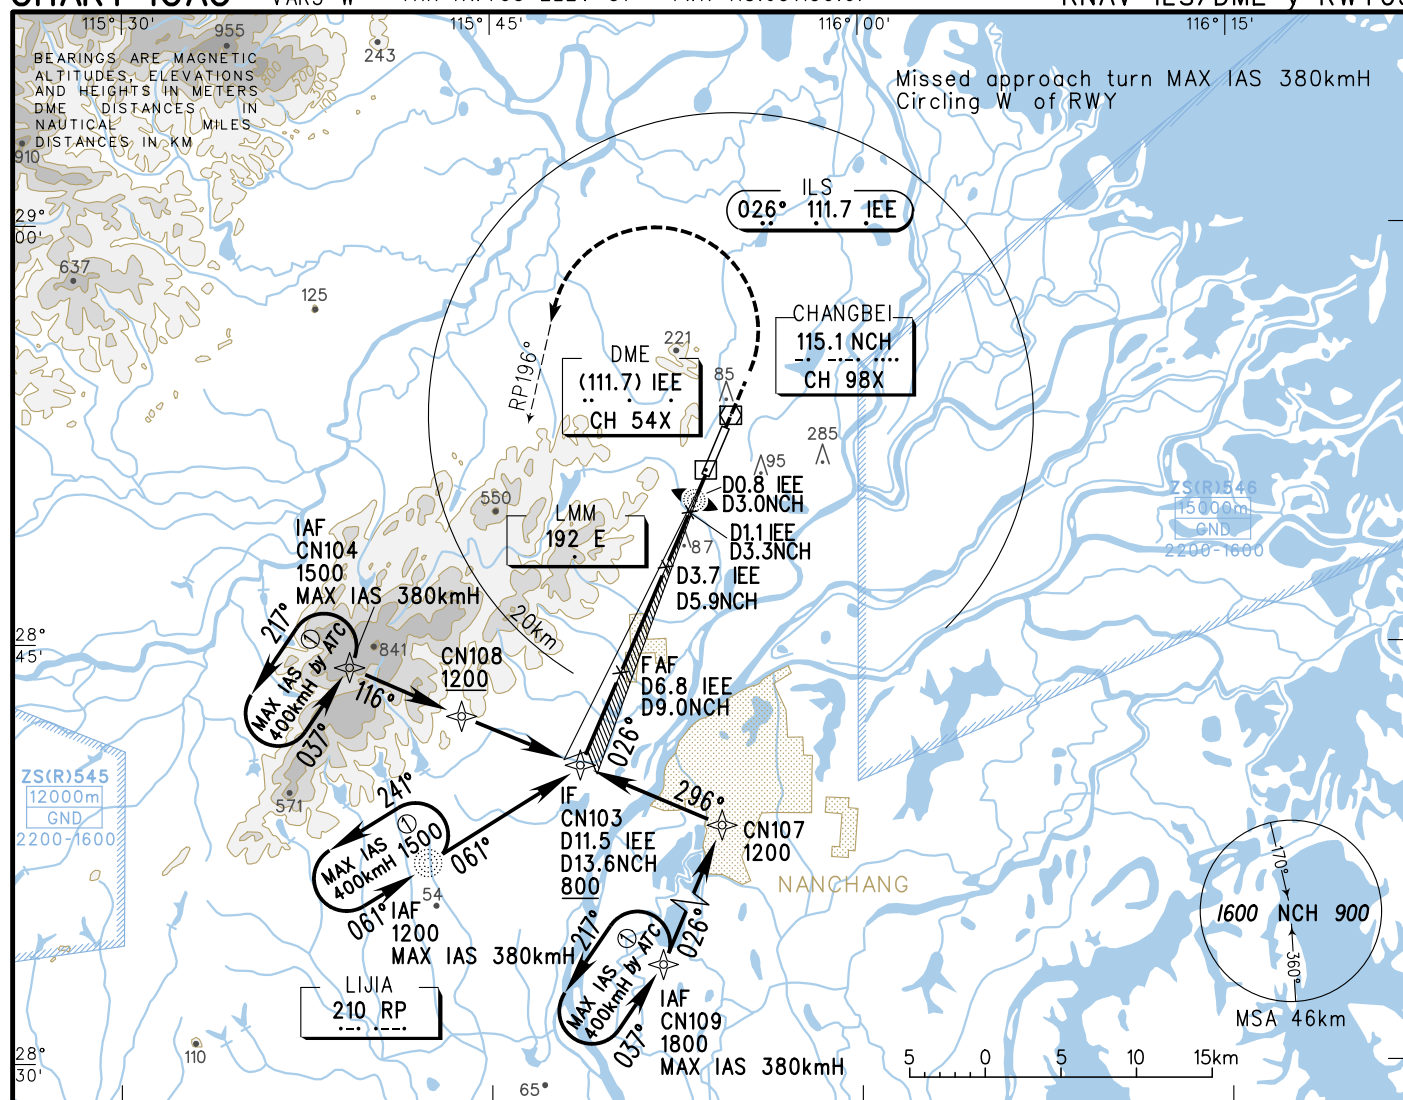 115° 30'
115° 45'
116° 00'
116° 15'
BEARINGS ARE MAGNETIC
ALTITUDES, ELEVATIONS
AND HEIGHTS IN METERS
DME DISTANCES IN
NAUTICAL MILES
DISTANCES IN KM
955
243
910
Missed approach turn MAX IAS 380kmH
Circling W of RWY
ILS
026° 111.7 IEE
29°
00'
637
125
CHANGBEI
115.1 NCH
CH 98X
221
DME
(111.7) IEE
CH 54X
85
RP196°
285
95
D0.8 IEE
D3.0NCH
550
LMM
192 E
D1.1 IEE
D3.3NCH
87
D3.7 IEE
D5.9NCH
ZS(R)546
15000m
GND
2200-1600
IAF
CN104
1500
MAX IAS 380kmH
217°
1
MAX IAS
400kmH by ATC
037°
841
116°
20km
28°
45'
CN108
1200
FAF
D6.8 IEE
D9.0NCH
026°
ZS(R)545
12000m
GND
2200-1600
571
241°
1
MAX IAS
400kmH 1500
061°
061°
54
IAF
1200
MAX IAS 380kmH
IF
CN103
D11.5 IEE
D13.6NCH
800
296°
CN107
1200
NANCHANG
026°
217°
1
MAX IAS
400kmH by ATC
037°
IAF
CN109
1800
MAX IAS 380kmH
LIJIA
210 RP
170°
1600 NCH 900
360°
MSA 46km
110
65
28°
30'
5 0 5 10 15km